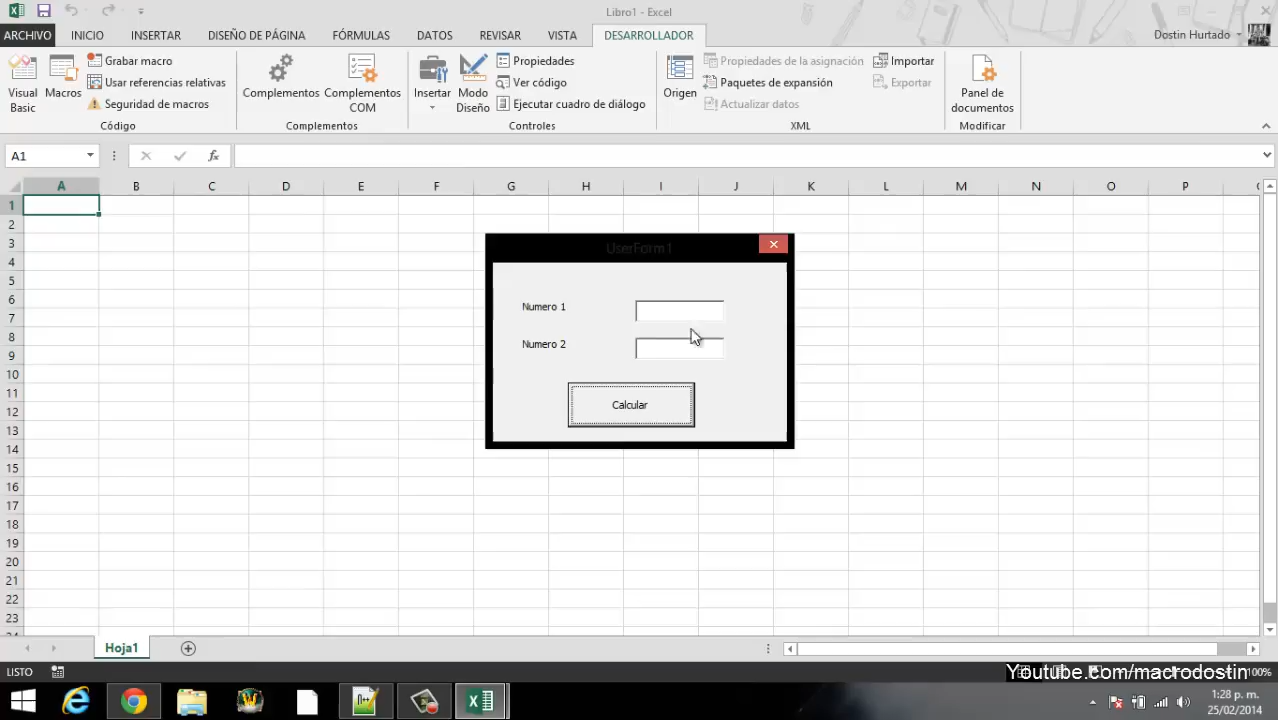 Libro1 - Excel
ARCHIVO INICIO INSERTAR DISEÑO DE PÁGINA FÓRMULAS DATOS REVISAR VISTA DESARROLLADOR Dostin Hurtado
Visual Basic
Macros
Grabar macro
Usar referencias relativas
Seguridad de macros
Código
Complementos
Complementos COM
Complementos
Insertar
Modo Diseño
Propiedades
Ver código
Ejecutar cuadro de diálogo
Controles
Origen
Propiedades de la asignación
Paquetes de expansión
Actualizar datos
Importar
Exportar
XML
Panel de documentos
Modificar
A1
fx
A B C D E F G H I J K L M N O P
1
2
3
4
5
6
7
8
9
10
11
12
13
14
15
16
17
18
19
20
21
22
23
UserForm1
Numero 1
Numero 2
Calcular
Hoja1
LISTO
100%
Youtube.com/macrodostin
1:28 p. m.
25/02/2014